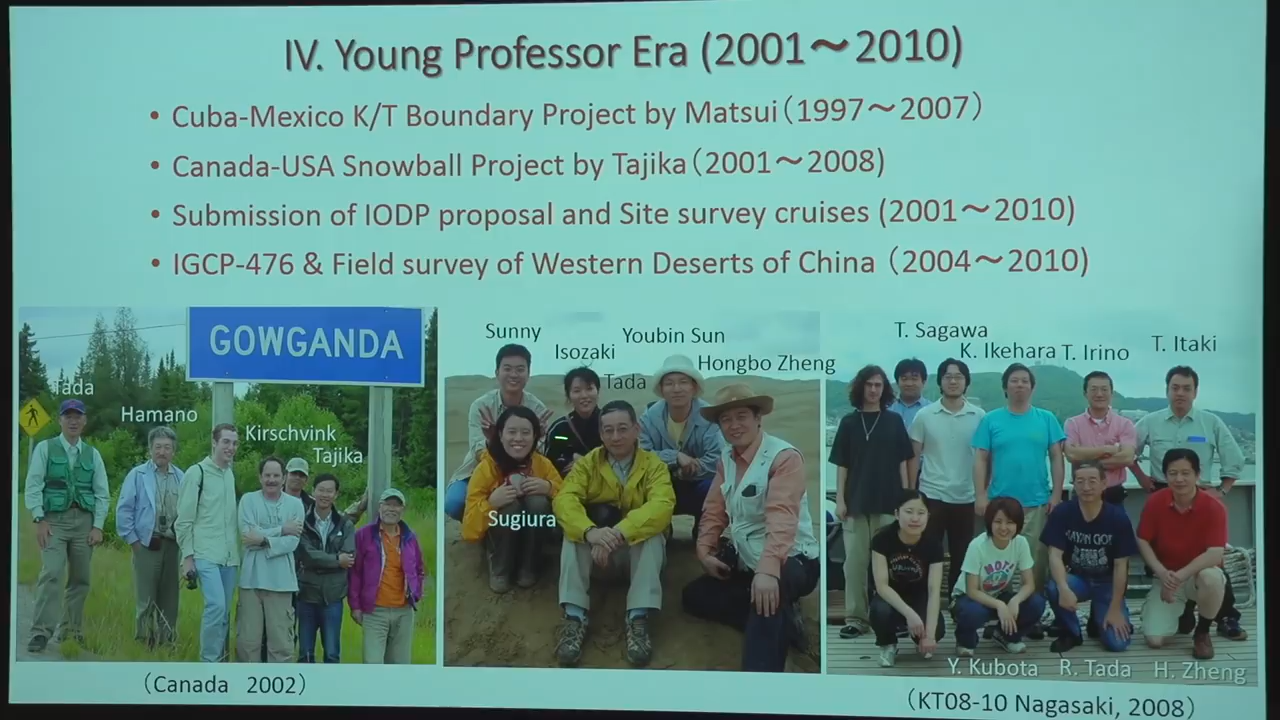 IV. Young Professor Era (2001～2010)
• Cuba-Mexico K/T Boundary Project by Matsui（1997～2007）
• Canada-USA Snowball Project by Tajika（2001～2008)
• Submission of IODP proposal and Site survey cruises (2001～2010)
• IGCP-476 & Field survey of Western Deserts of China（2004～2010)
GOWGANDA
Tada
Hamano
Kirschvink
Tajika
Sunny
Isozaki
Youbin Sun
Tada
Hongbo Zheng
Sugiura
T. Sagawa
K. Ikehara
T. Irino
T. Itaki
Y. Kubota
R. Tada
H. Zheng
（Canada 2002）
（KT08-10 Nagasaki, 2008）